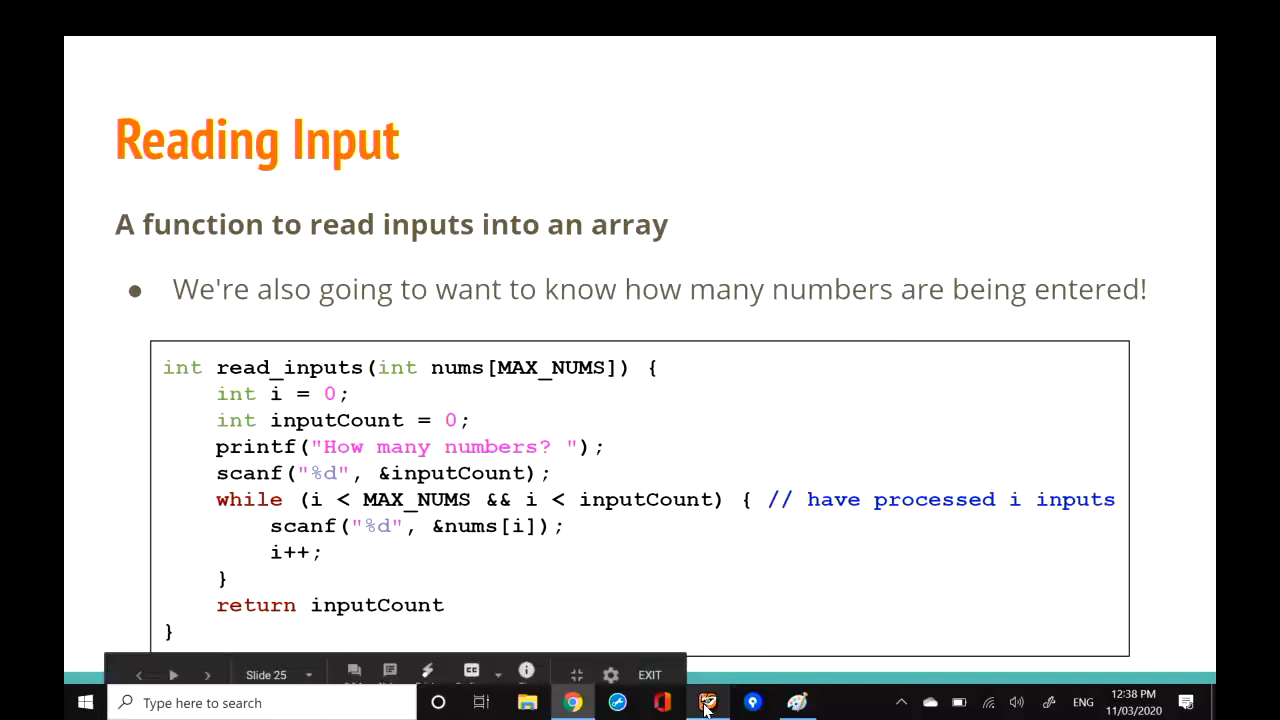 Reading Input
A function to read inputs into an array
● We're also going to want to know how many numbers are being entered!
int read_inputs(int nums[MAX_NUMS]) {
    int i = 0;
    int inputCount = 0;
    printf("How many numbers? ");
    scanf("%d", &inputCount);
    while (i < MAX_NUMS && i < inputCount) { // have processed i inputs
        scanf("%d", &nums[i]);
        i++;
    }
    return inputCount
}
Slide 25
CC
EXIT
Type here to search
ENG
12:38 PM
11/03/2020